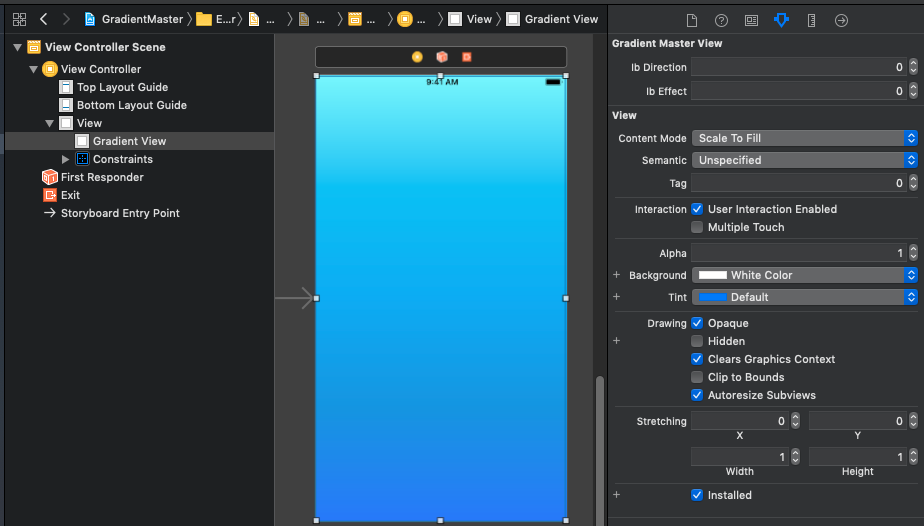 GradientMaster E...r ... ... ... ... View Gradient View
View Controller Scene
View Controller
Top Layout Guide
Bottom Layout Guide
View
Gradient View
Constraints
First Responder
Exit
Storyboard Entry Point
9:41 AM
Gradient Master View
Ib Direction 0
Ib Effect 0
View
Content Mode Scale To Fill
Semantic Unspecified
Tag 0
Interaction User Interaction Enabled
Multiple Touch
Alpha 1
+ Background White Color
+ Tint Default
Drawing Opaque
+ Hidden
Clears Graphics Context
Clip to Bounds
Autoresize Subviews
Stretching 0 0
X Y
1 1
Width Height
+ Installed